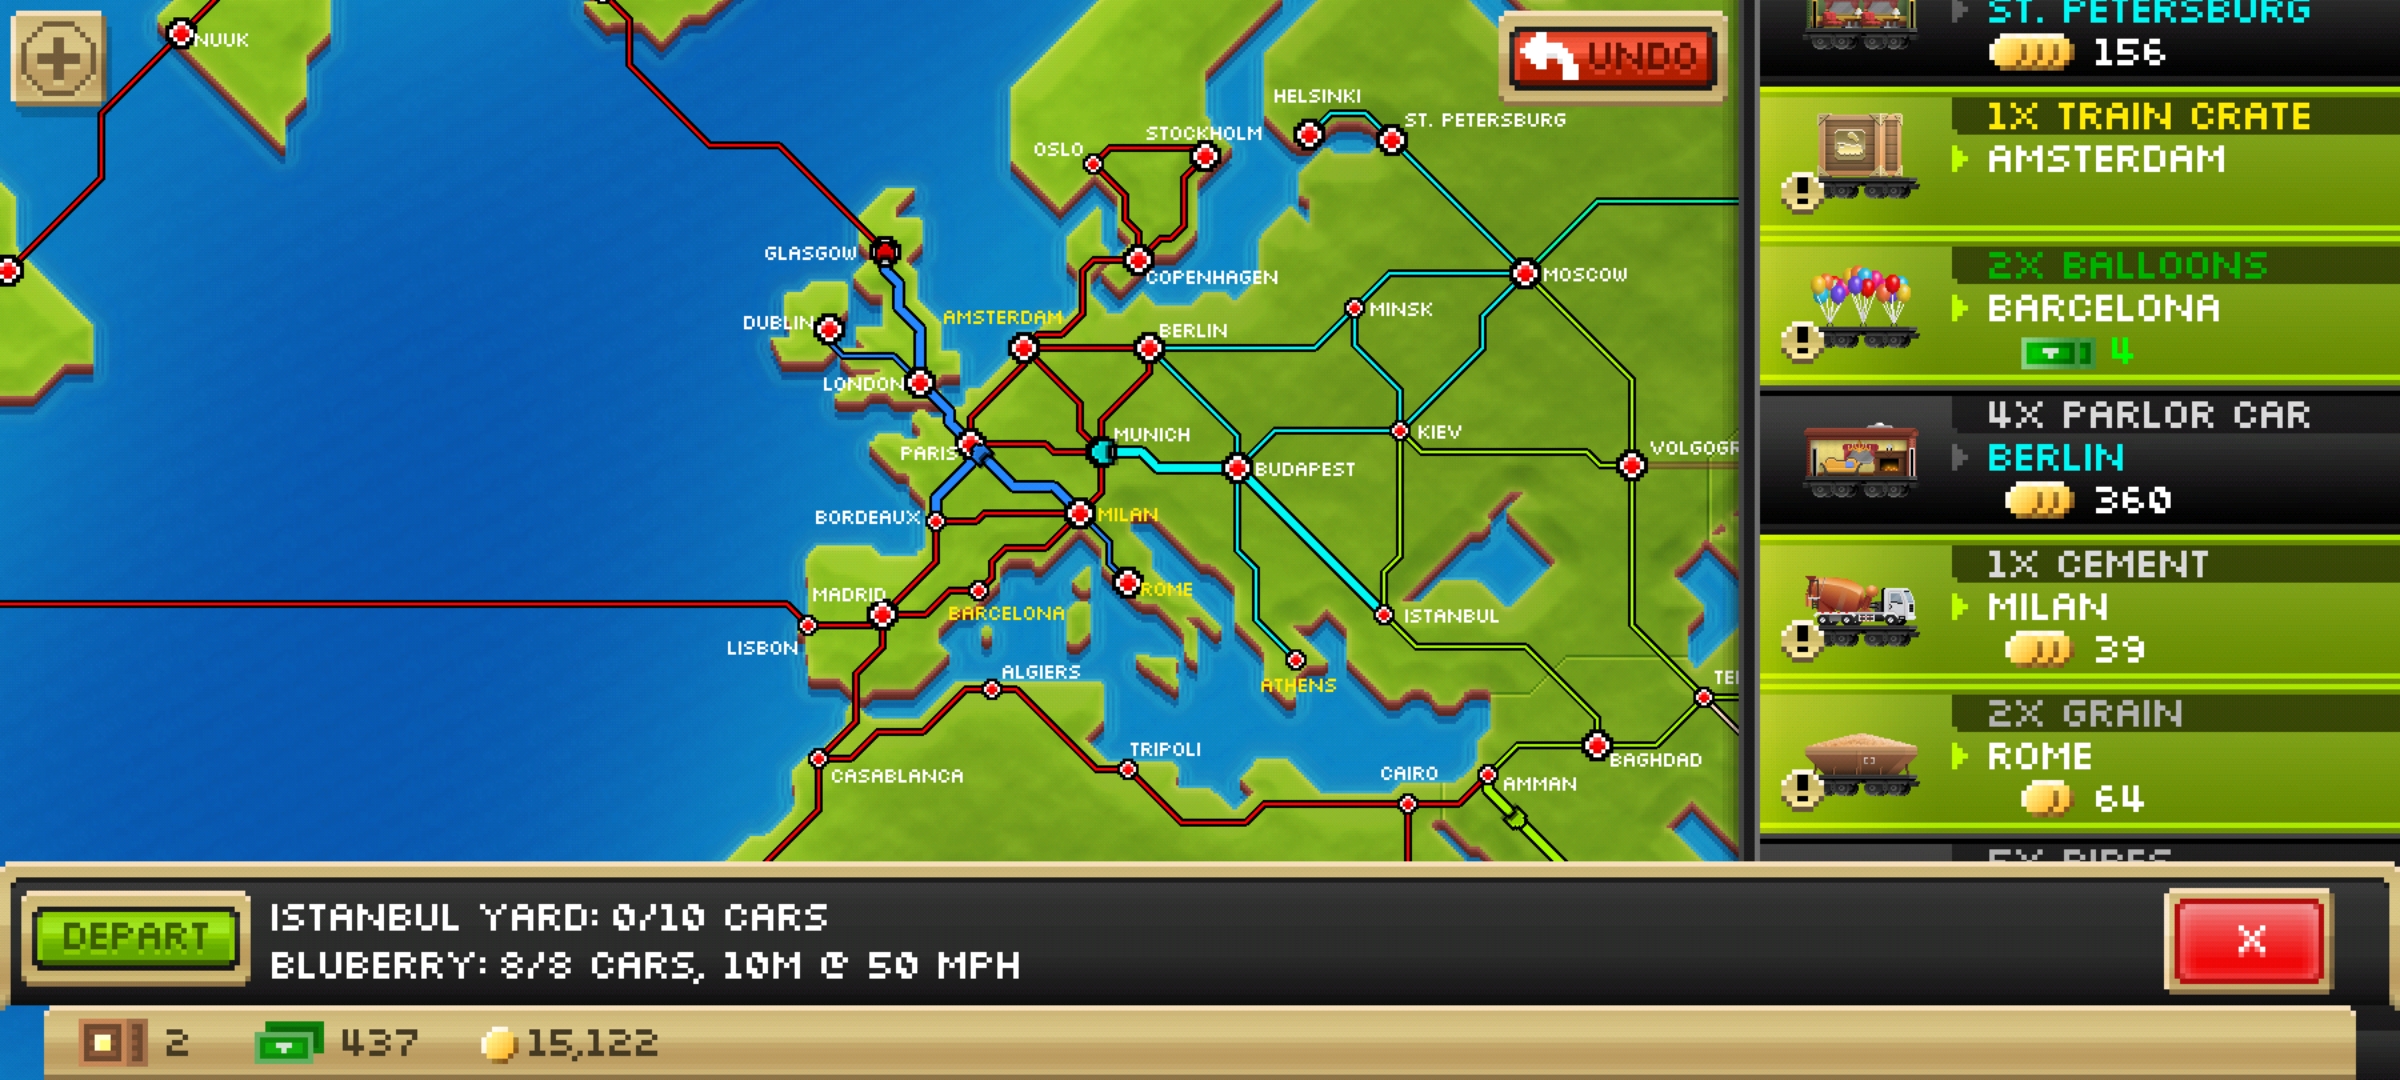 NUUK
UNDO
HELSINKI
ST. PETERSBURG
STOCKHOLM
OSLO
GLASGOW
MOSCOW
COPENHAGEN
DUBLIN
AMSTERDAM
MINSK
BERLIN
LONDON
PARIS
MUNICH
KIEV
VOLGOGR
BUDAPEST
BORDEAUX
MILAN
MADRID
ROME
BARCELONA
ISTANBUL
LISBON
ALGIERS
ATHENS
TE
TRIPOLI
CASABLANCA
CAIRO
AMMAN
BAGHDAD
ST. PETERSBURG
156
1X TRAIN CRATE
AMSTERDAM
2X BALLOONS
BARCELONA
4
4X PARLOR CAR
BERLIN
360
1X CEMENT
MILAN
39
2X GRAIN
ROME
64
5X PIPES
DEPART
ISTANBUL YARD: 0/10 CARS
BLUBERRY: 8/8 CARS, 10M @ 50 MPH
X
2
437
15,122